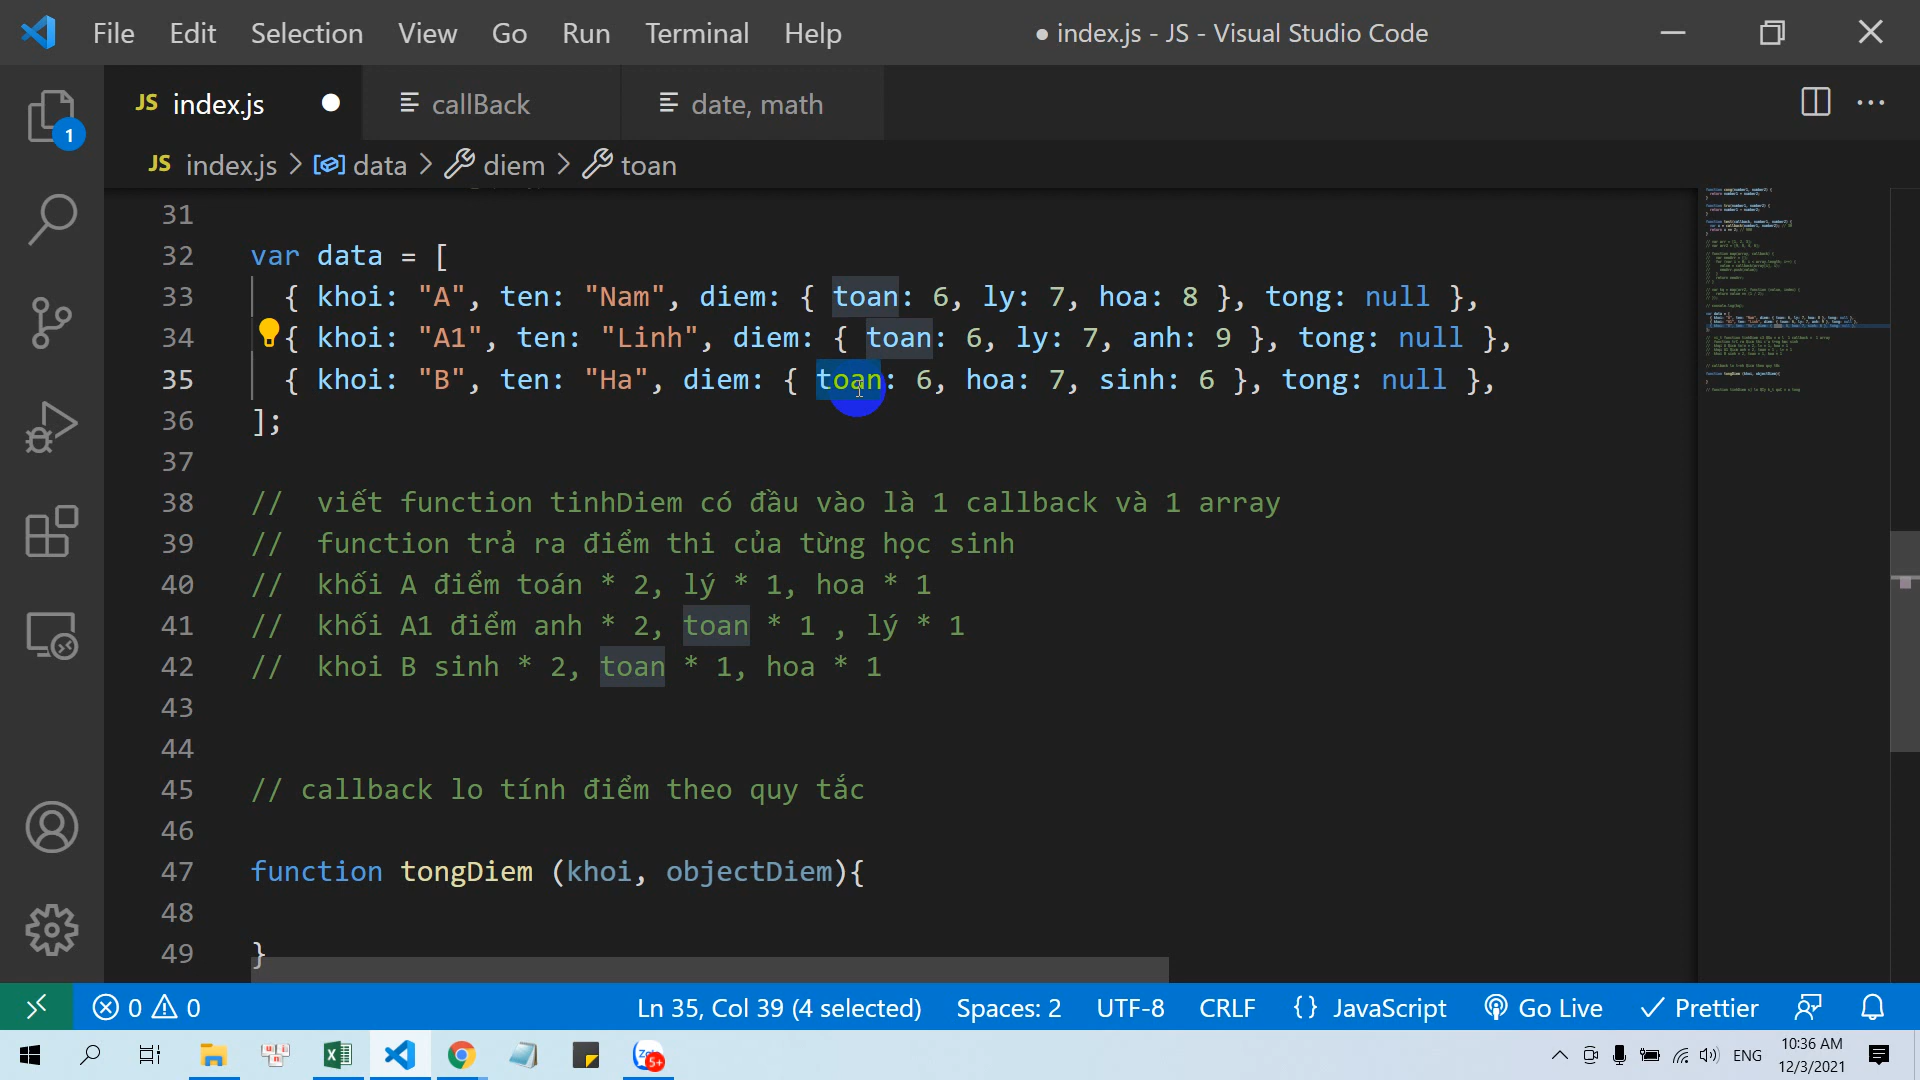 File Edit Selection View Go Run Terminal Help ● index.js - JS - Visual Studio Code
JS index.js ● callBack date, math ...
1
JS index.js > data > diem > toan
31
32 var data = [
33 { khoi: "A", ten: "Nam", diem: { toan: 6, ly: 7, hoa: 8 }, tong: null },
34 { khoi: "A1", ten: "Linh", diem: { toan: 6, ly: 7, anh: 9 }, tong: null },
35 { khoi: "B", ten: "Ha", diem: { toan: 6, hoa: 7, sinh: 6 }, tong: null },
36 ];
37
38 // viết function tinhDiem có đầu vào là 1 callback và 1 array
39 // function trả ra điểm thi của từng học sinh
40 // khối A điểm toán * 2, lý * 1, hoa * 1
41 // khối A1 điểm anh * 2, toan * 1 , lý * 1
42 // khoi B sinh * 2, toan * 1, hoa * 1
43
44
45 // callback lo tính điểm theo quy tắc
46
47 function tongDiem (khoi, objectDiem){
48
49 }
0 0 Ln 35, Col 39 (4 selected) Spaces: 2 UTF-8 CRLF {} JavaScript Go Live Prettier
5+ ENG 10:36 AM
12/3/2021